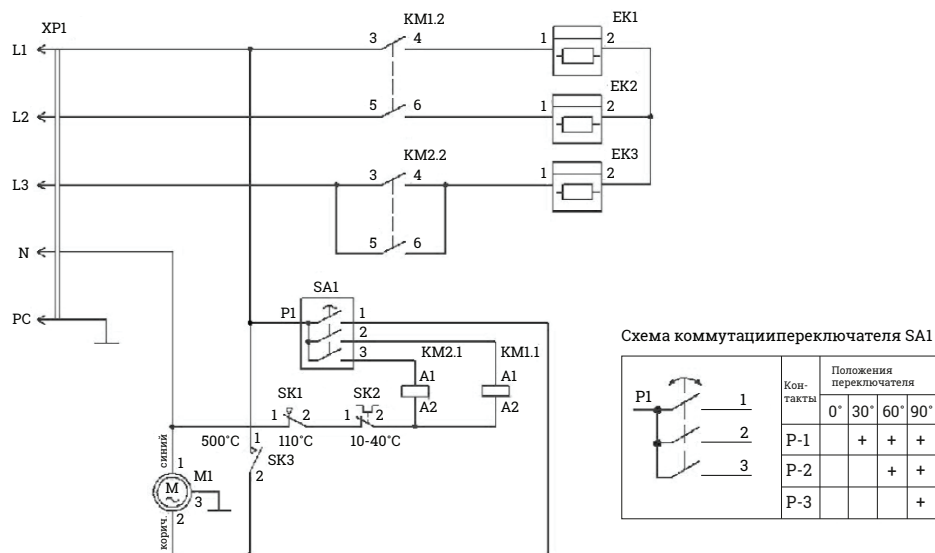 XP1
KM1.2
EK1
L1
3
4
1
2
EK2
L2
5
6
1
2
KM2.2
EK3
L3
3
4
1
2
5
6
N
SA1
PC
P1
1
2
3
KM2.1
KM1.1
A1
A2
A1
A2
SK1
SK2
1
2
1
2
500°C
110°C
10-40°C
1
SK3
2
синий
1
M
M1
3
2
корич.
Схема коммутациипереключателя SA1
P1
1
2
3
Кон-
такты
Положения
переключателя
0° 30° 60° 90°
P-1 + + +
P-2 + +
P-3 +